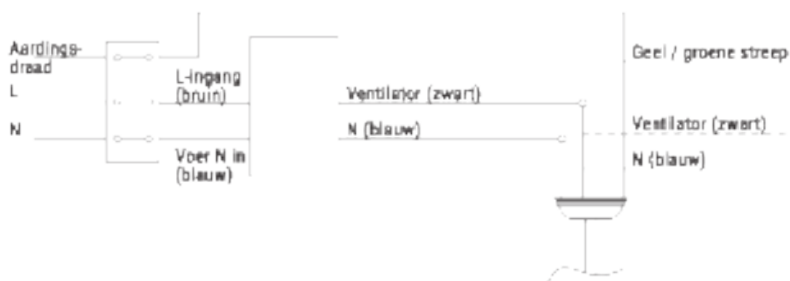 Aardings-
draad
L
N
L-ingang
(bruin)
Voer N in
(blauw)
Ventilator (zwart)
N (blauw)
Geel / groene streep
Ventilator (zwart)
N (blauw)